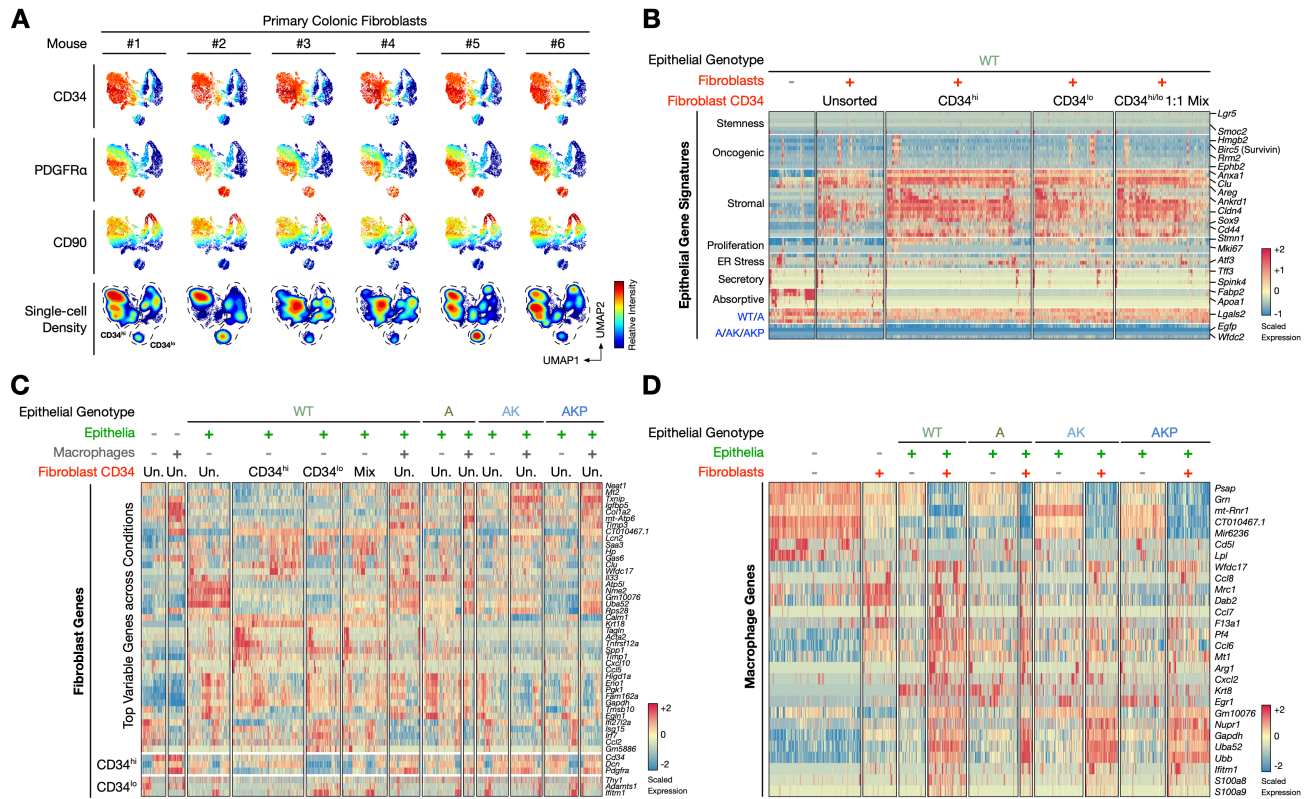 A
Primary Colonic Fibroblasts
Mouse #1 #2 #3 #4 #5 #6
CD34
PDGFRα
CD90
Single-cell
Density
CD34hi
CD34lo
UMAP1
UMAP2
Relative Intensity
B
Epithelial Genotype WT
Fibroblasts - + + + +
Fibroblast CD34 Unsorted CD34hi CD34lo CD34hi/lo 1:1 Mix
Epithelial Gene Signatures
Stemness
Oncogenic
Stromal
Proliferation
ER Stress
Secretory
Absorptive
WT/A
A/AK/AKP
Lgr5
Smoc2
Hmgb2
Birc5 (Survivin)
Rrm2
Ephb2
Anxa1
Clu
Areg
Ankrd1
Cldn4
Sox9
Cd44
Stmn1
Mki67
Atf3
Tff3
Spink4
Fabp2
Apoa1
Lgals2
Egfp
Wfdc2
+2
+1
0
-1
Scaled
Expression
C
Epithelial Genotype WT A AK AKP
Epithelia - - + + + + + + + + + + +
Macrophages - + - - - - + - + - + - +
Fibroblast CD34 Un. Un. Un. CD34hi CD34lo Mix Un. Un. Un. Un. Un. Un. Un.
Fibroblast Genes
Top Variable Genes across Conditions
CD34hi
CD34lo
Neat1
Mt2
Txnip
Igfbp5
Col1a2
mt-Atp6
Timp3
CT010467.1
Lcn2
Saa3
Hp
Gas6
Clu
Wfdc17
Il33
Atp5l
Nme2
Gm10076
Uba52
Rps28
Calm1
Krt18
Tagln
Acta2
Tnfrsf12a
Spp1
Timp1
Cxcl10
Ccl5
Higd1a
Eno1
Pgk1
Fam162a
Gapdh
Tmsb10
Egln1
Ifi27l2a
Isg15
Irf7
Ccl2
Gm5886
Cd34
Dcn
Pdgfra
Thy1
Adamts1
Ifitm1
+2
0
-2
Scaled
Expression
D
Epithelial Genotype WT A AK AKP
Epithelia - - + + + + + + + +
Fibroblasts - + - + - + - + - +
Macrophage Genes
Psap
Grn
mt-Rnr1
CT010467.1
Mir6236
Cd5l
Lpl
Wfdc17
Ccl8
Mrc1
Dab2
Ccl7
F13a1
Pf4
Ccl6
Mt1
Arg1
Cxcl2
Krt8
Egr1
Gm10076
Nupr1
Gapdh
Uba52
Ubb
Ifitm1
S100a8
S100a9
+2
0
-2
Scaled
Expression